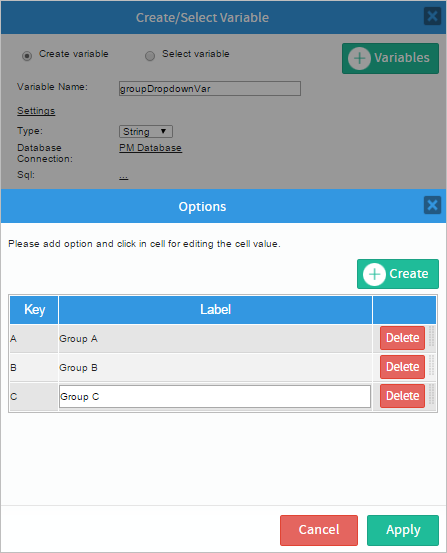 Create/Select Variable
Create variable
Select variable
Variables
Variable Name:
groupDropdownVar
Settings
Type:
String
Database
Connection:
PM Database
Sql:
...
Options
Please add option and click in cell for editing the cell value.
Create
Key Label
A Group A Delete
B Group B Delete
C Group C Delete
Cancel Apply